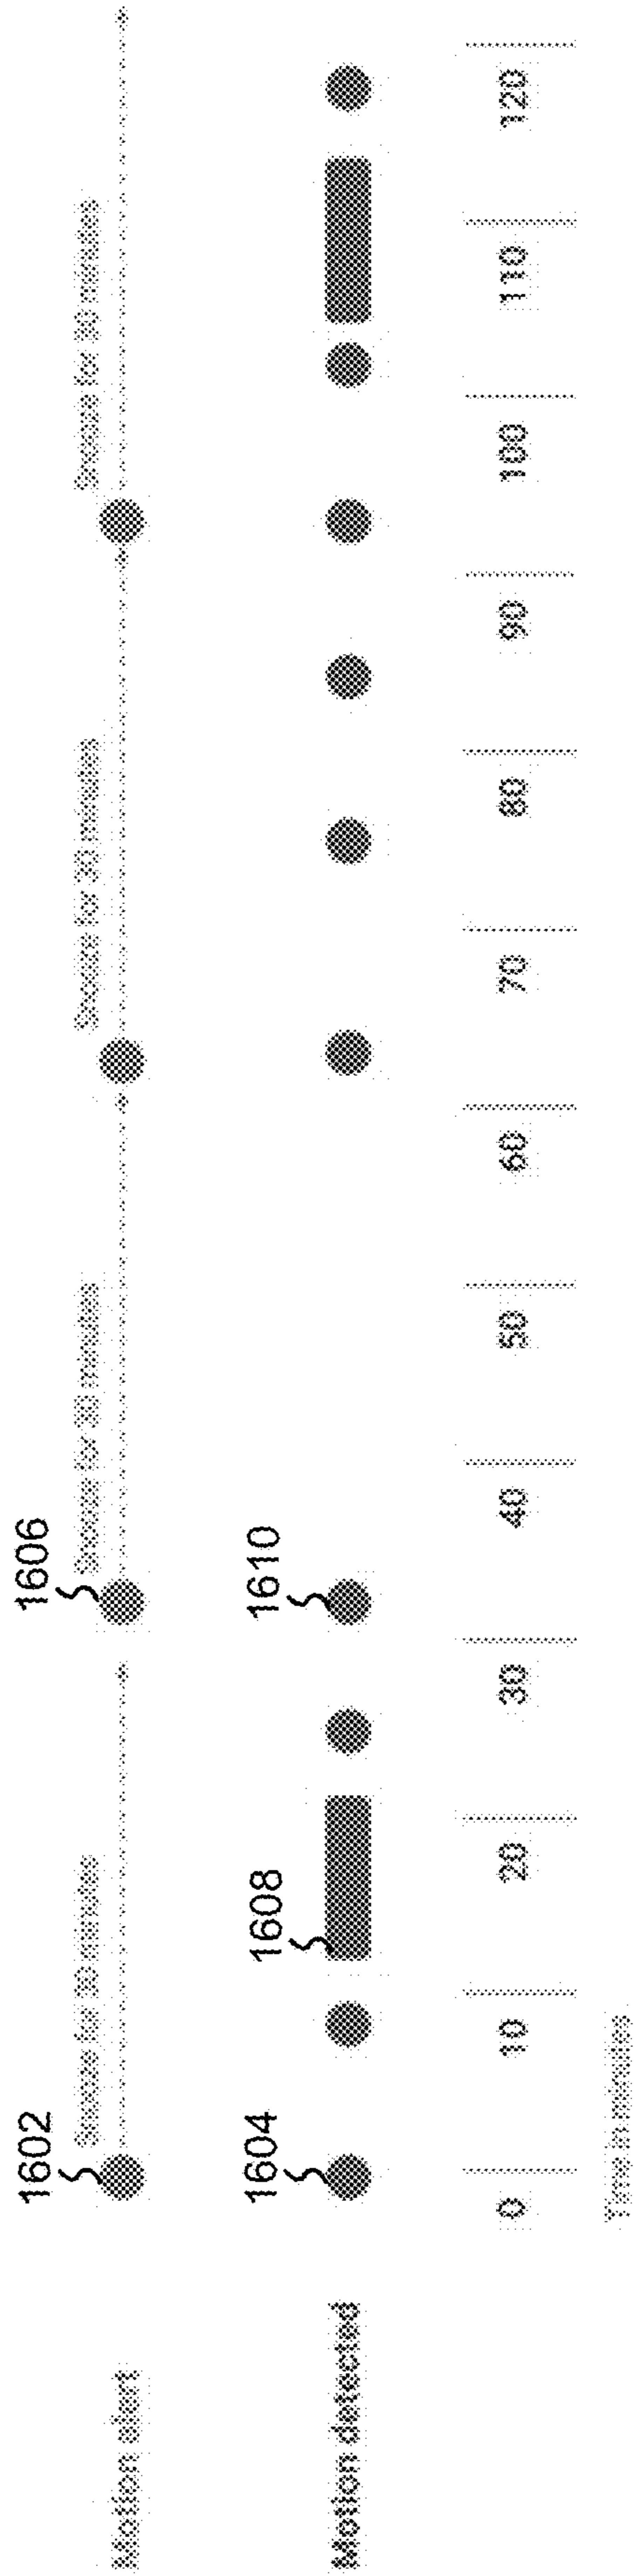 1602
1606
Motion alert
Snooze for 30 minutes
Snooze for 30 minutes
Snooze for 30 minutes
Snooze for 30 minutes
1604
1608
1610
Motion detected
0 10 20 30 40 50 60 70 80 90 100 110 120
Time in minutes